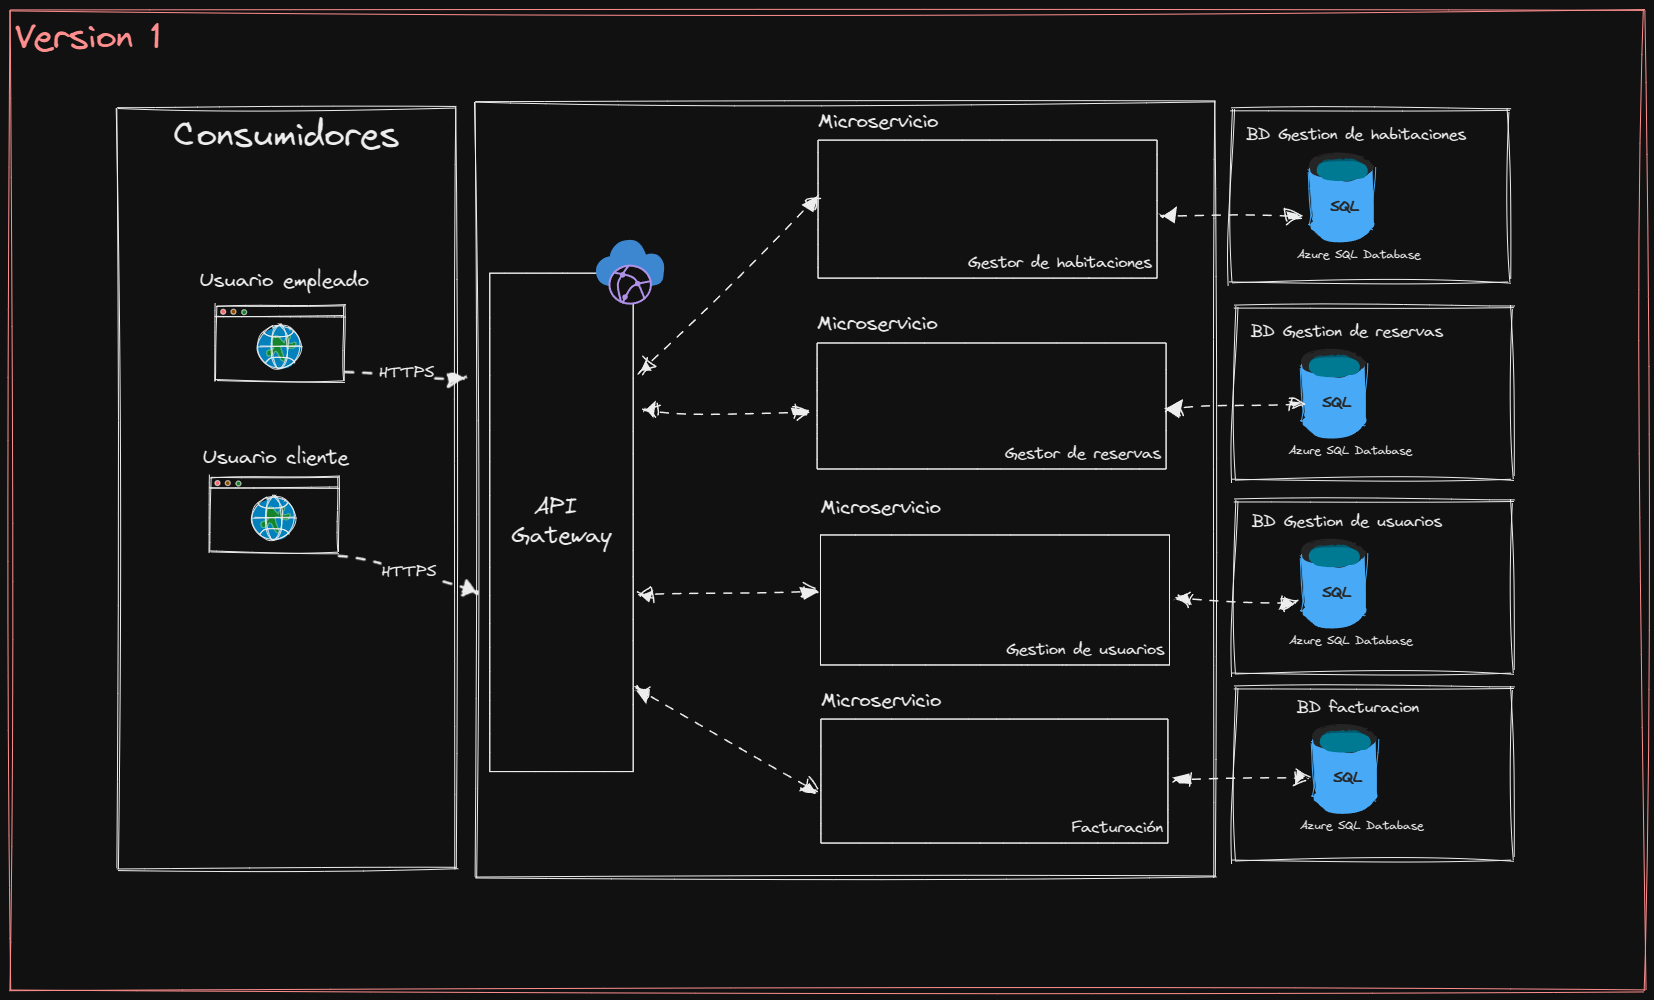 Version 1
Consumidores
Usuario empleado
HTTPS
Usuario cliente
HTTPS
API
Gateway
Microservicio
Gestor de habitaciones
Microservicio
Gestor de reservas
Microservicio
Gestion de usuarios
Microservicio
Facturación
BD Gestion de habitaciones
SQL
Azure SQL Database
BD Gestion de reservas
SQL
Azure SQL Database
BD Gestion de usuarios
SQL
Azure SQL Database
BD facturacion
SQL
Azure SQL Database